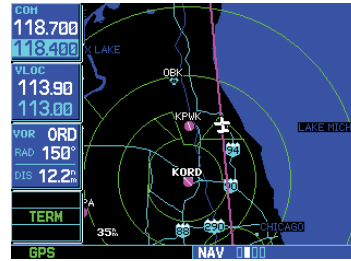 COM
118.700
118.400
VLOC
113.90
113.00
VOR ORD
RAD 150°
DIS 12.2nm
TERM
GPS
X LAKE
OBK
KPWK
LAKE MICH
94
KORD
90
PA
35nm
88
290
CHICAGO
NAV